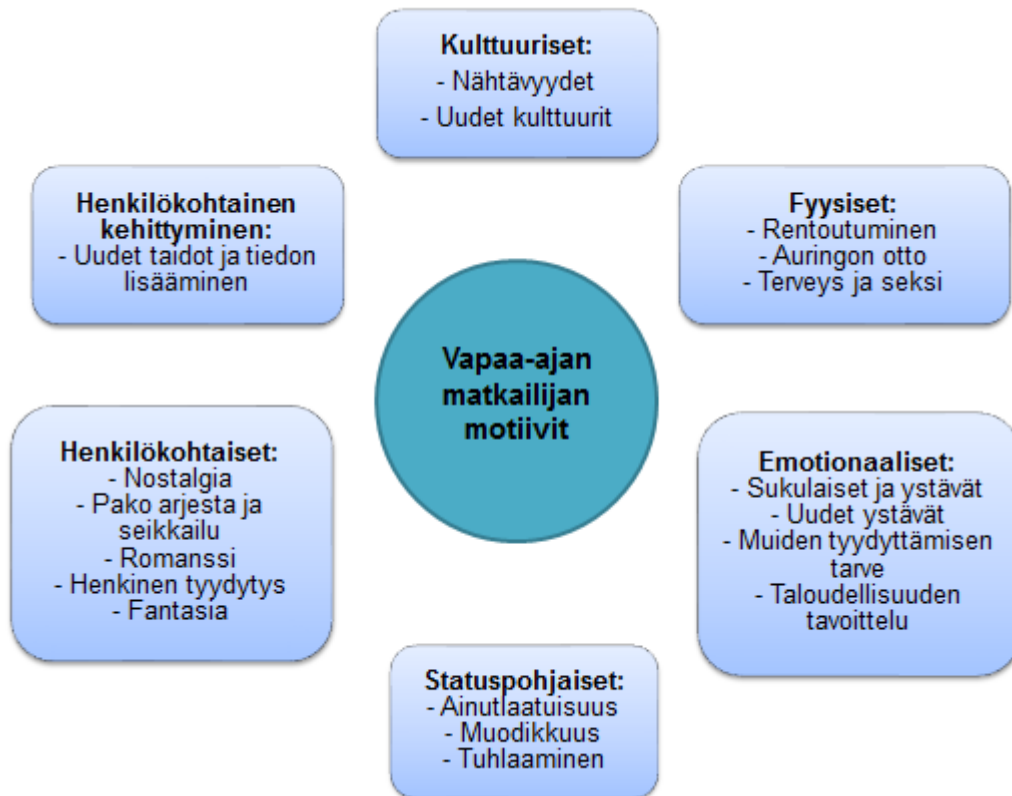 Kulttuuriset:
- Nähtävyydet
- Uudet kulttuurit
Henkilökohtainen
kehittyminen:
- Uudet taidot ja tiedon
lisääminen
Fyysiset:
- Rentoutuminen
- Auringon otto
- Terveys ja seksi
Vapaa-ajan
matkailijan
motiivit
Henkilökohtaiset:
- Nostalgia
- Pako arjesta ja
seikkailu
- Romanssi
- Henkinen tyydytys
- Fantasia
Emotionaaliset:
- Sukulaiset ja ystävät
- Uudet ystävät
- Muiden tyydyttämisen
tarve
- Taloudellisuuden
tavoittelu
Statuspohjaiset:
- Ainutlaatuisuus
- Muodikkuus
- Tuhlaaminen